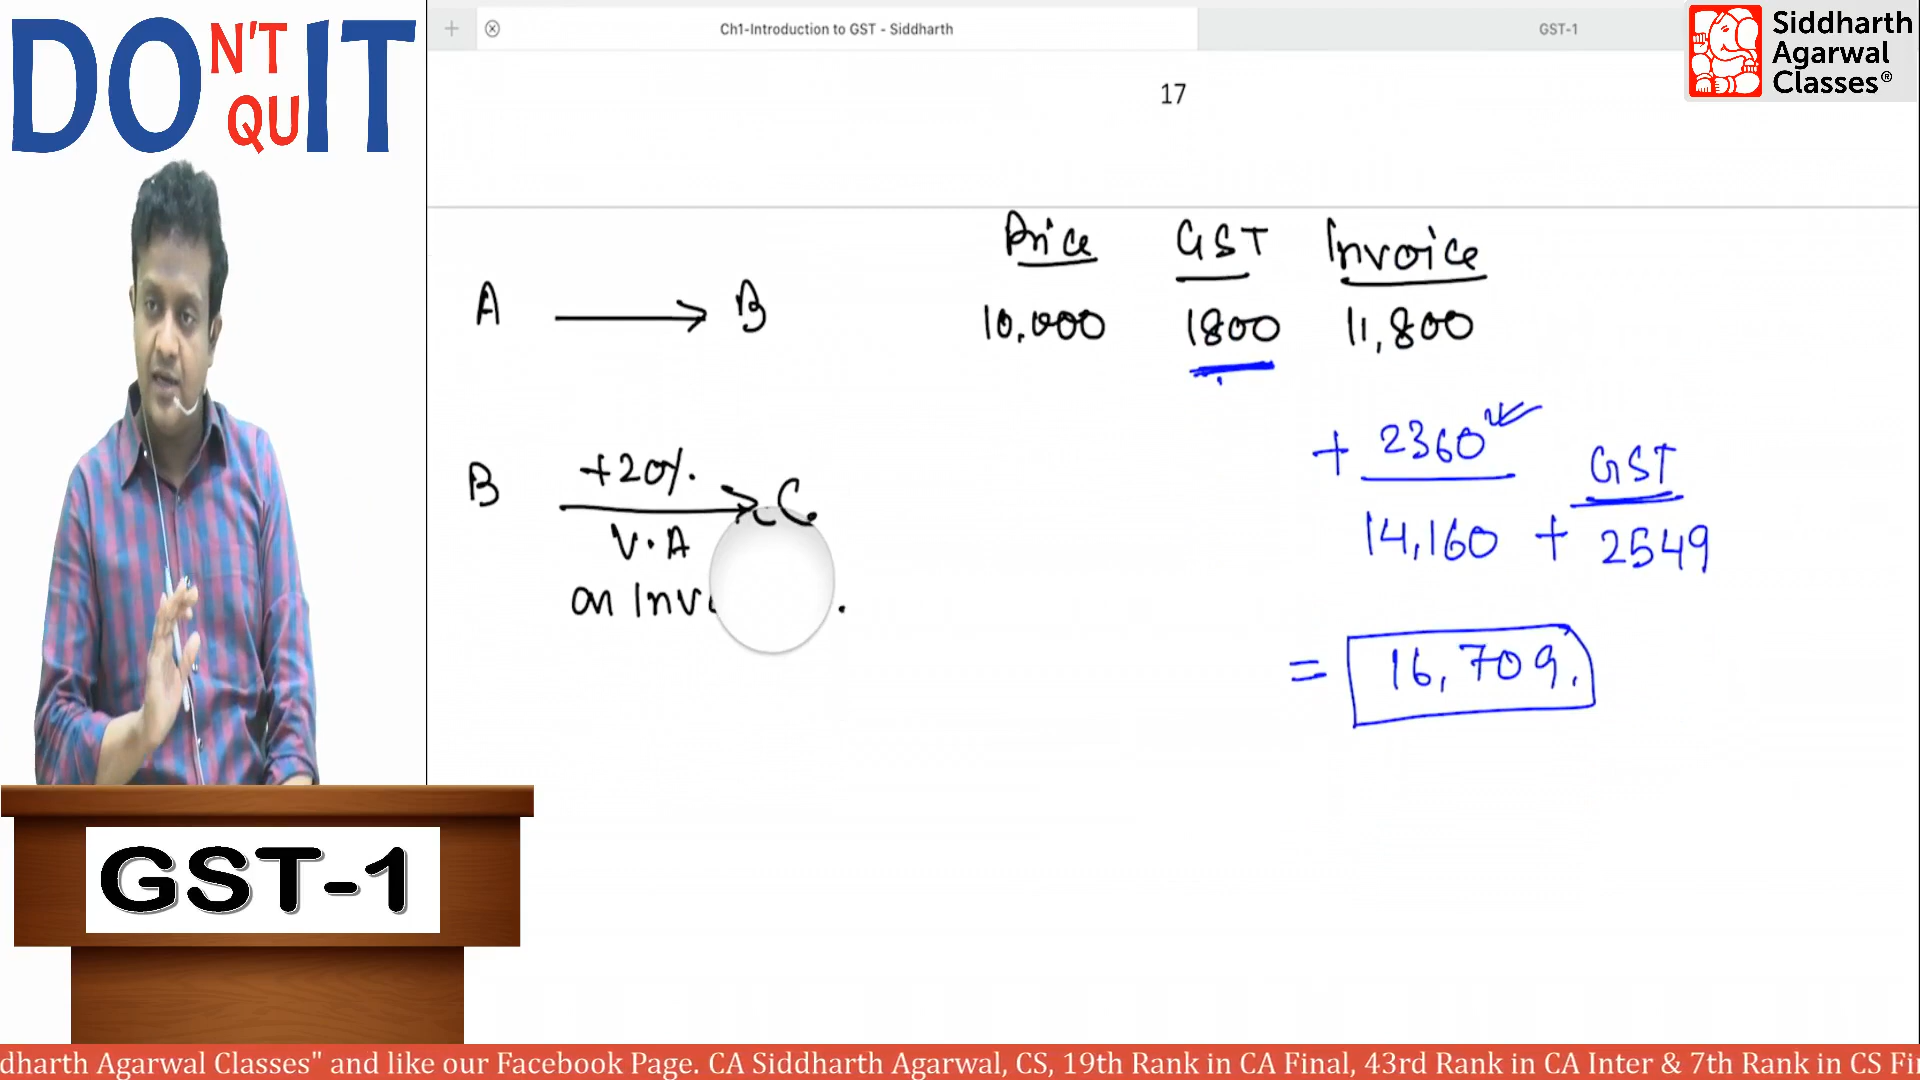 DON'T QUIT
Ch1-Introduction to GST - Siddharth
GST-1
Siddharth
Agarwal
Classes®
17
Price GST Invoice
A → B 10,000 1800 11,800
+ 2360
GST
B +20% → C
14,160 + 2549
V.A
on Inv
= 16,709.
GST-1
dharth Agarwal Classes" and like our Facebook Page. CA Siddharth Agarwal, CS, 19th Rank in CA Final, 43rd Rank in CA Inter & 7th Rank in CS Fi